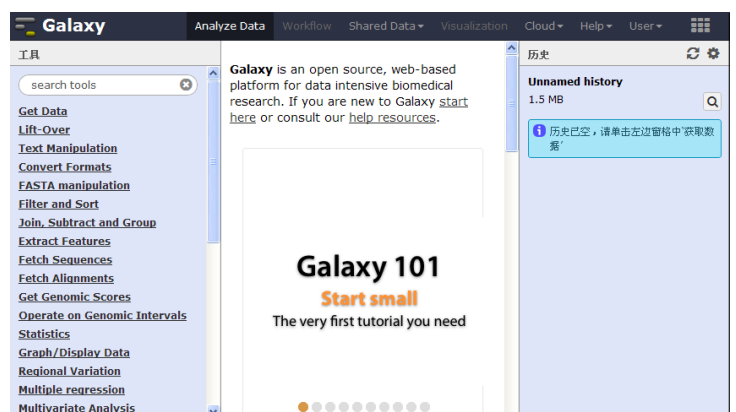 Galaxy
Analyze Data Workflow Shared Data Visualization Cloud Help User
工具
search tools
Get Data
Lift-Over
Text Manipulation
Convert Formats
FASTA manipulation
Filter and Sort
Join, Subtract and Group
Extract Features
Fetch Sequences
Fetch Alignments
Get Genomic Scores
Operate on Genomic Intervals
Statistics
Graph/Display Data
Regional Variation
Multiple regression
Multivariate Analysis
Galaxy is an open source, web-based
platform for data intensive biomedical
research. If you are new to Galaxy start
here or consult our help resources.
Galaxy 101
Start small
The very first tutorial you need
历史
Unnamed history
1.5 MB
历史已空，请单击左边窗格中‘获取数
据’